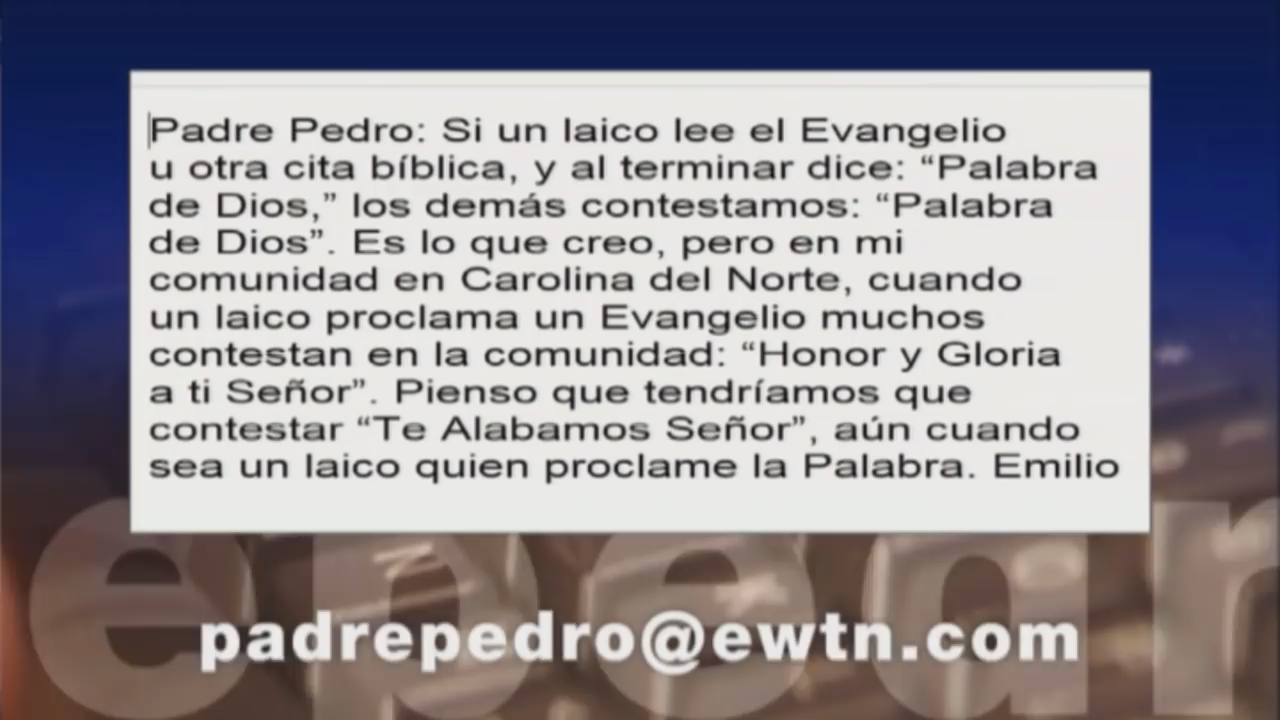 Padre Pedro: Si un laico lee el Evangelio
u otra cita bíblica, y al terminar dice: “Palabra
de Dios,” los demás contestamos: “Palabra
de Dios”. Es lo que creo, pero en mi
comunidad en Carolina del Norte, cuando
un laico proclama un Evangelio muchos
contestan en la comunidad: “Honor y Gloria
a ti Señor”. Pienso que tendríamos que
contestar “Te Alabamos Señor”, aún cuando
sea un laico quien proclame la Palabra. Emilio
epedr
padrepedro@ewtn.com